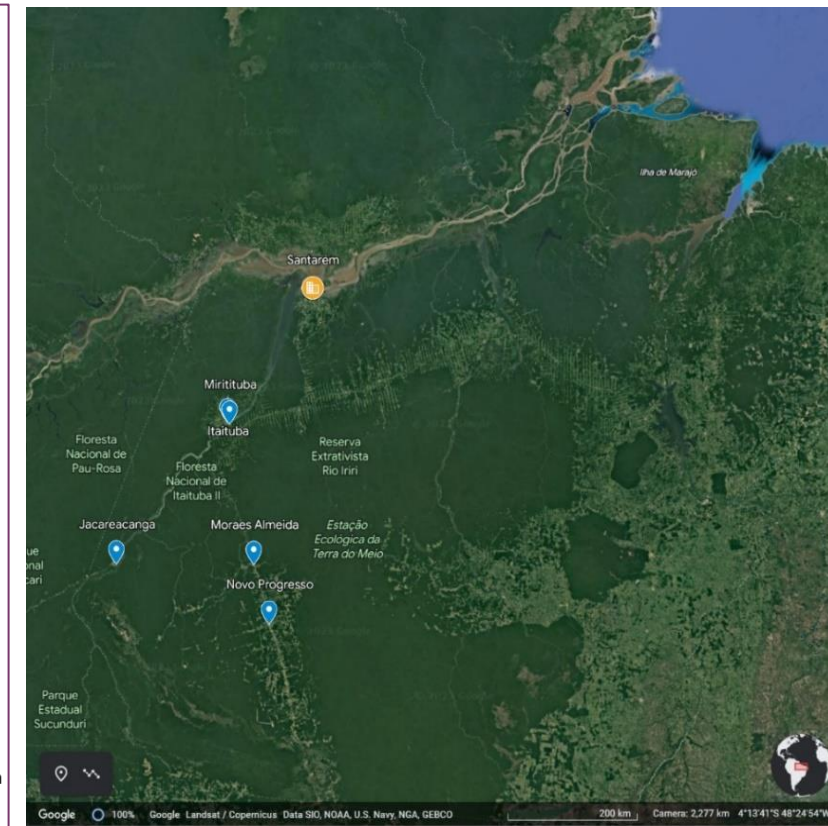 Ilha de Marajó
Santarem
Miritituba
Itaituba
Floresta
Nacional de
Pau-Rosa
Floresta
Nacional de
Itaituba II
Reserva
Extrativista
Rio Iriri
Jacareacanga
Moraes Almeida
Estação
Ecológica da
Terra do Meio
Novo Progresso
Parque
Estadual
Sucunduri
Google 100% Google Landsat / Copernicus Data SIO, NOAA, U.S. Navy, NGA, GEBCO 200 km Camera: 2,277 km 4°13'41"S 48°24'54"W